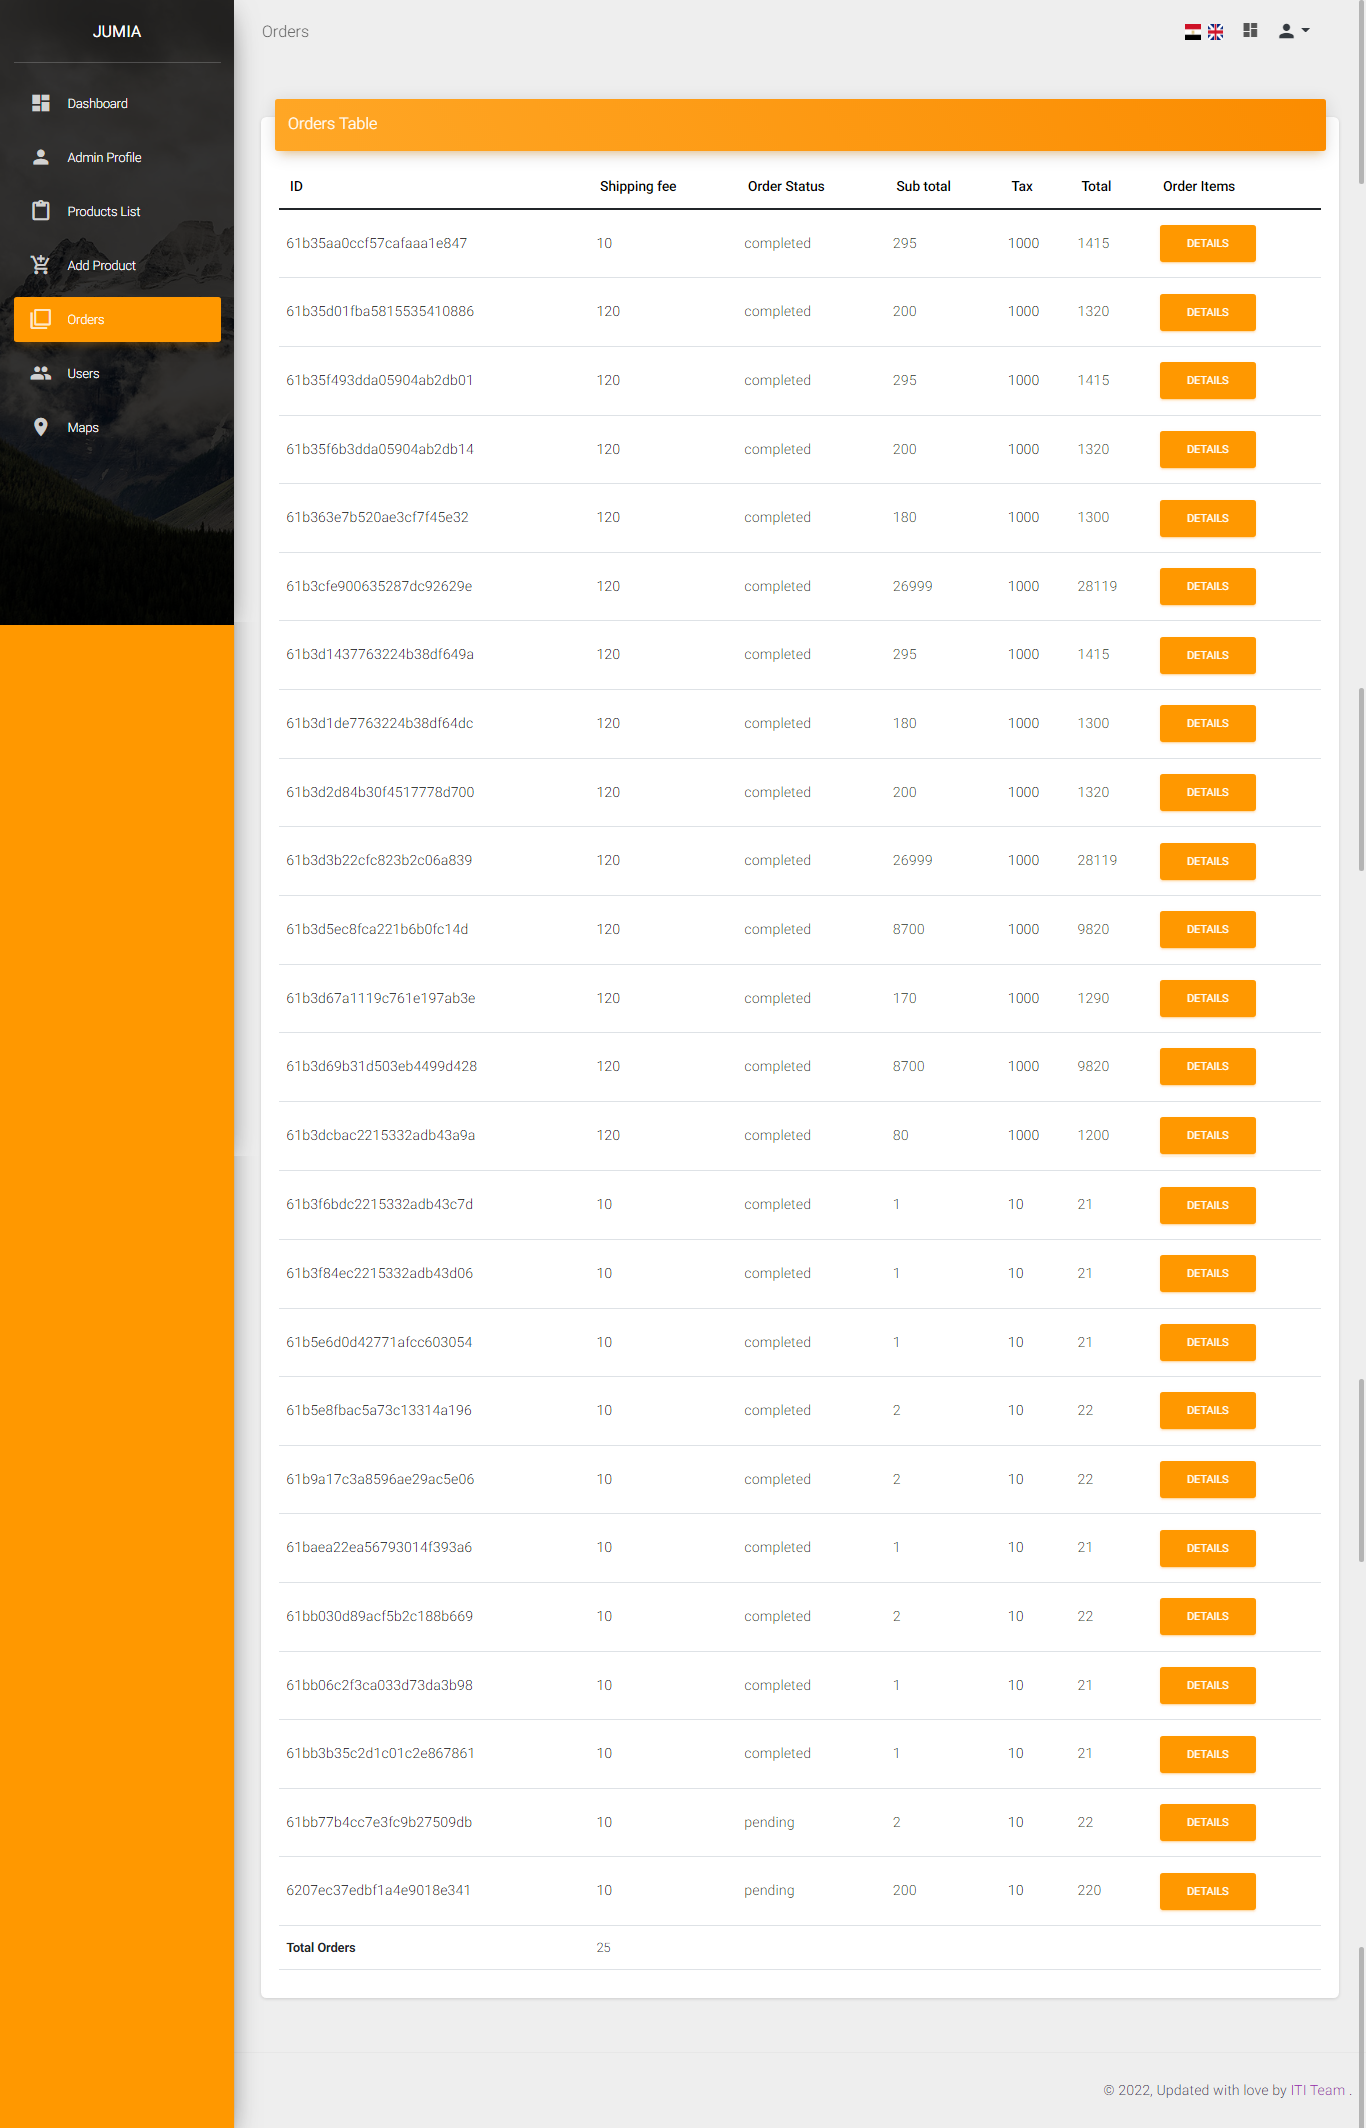 JUMIA
Dashboard
Admin Profile
Products List
Add Product
Orders
Users
Maps
Orders
Orders Table
ID Shipping fee Order Status Sub total Tax Total Order Items
61b35aa0ccf57cafaaa1e847 10 completed 295 1000 1415 DETAILS
61b35d01fba5815535410886 120 completed 200 1000 1320 DETAILS
61b35f493dda05904ab2db01 120 completed 295 1000 1415 DETAILS
61b35f6b3dda05904ab2db14 120 completed 200 1000 1320 DETAILS
61b363e7b520ae3cf7f45e32 120 completed 180 1000 1300 DETAILS
61b3cfe900635287dc92629e 120 completed 26999 1000 28119 DETAILS
61b3d1437763224b38df649a 120 completed 295 1000 1415 DETAILS
61b3d1de7763224b38df64dc 120 completed 180 1000 1300 DETAILS
61b3d2d84b30f4517778d700 120 completed 200 1000 1320 DETAILS
61b3d3b22cfc823b2c06a839 120 completed 26999 1000 28119 DETAILS
61b3d5ec8fca221b6b0fc14d 120 completed 8700 1000 9820 DETAILS
61b3d67a1119c761e197ab3e 120 completed 170 1000 1290 DETAILS
61b3d69b31d503eb4499d428 120 completed 8700 1000 9820 DETAILS
61b3dcbac2215332adb43a9a 120 completed 80 1000 1200 DETAILS
61b3f6bdc2215332adb43c7d 10 completed 1 10 21 DETAILS
61b3f84ec2215332adb43d06 10 completed 1 10 21 DETAILS
61b5e6d0d42771afcc603054 10 completed 1 10 21 DETAILS
61b5e8fbac5a73c13314a196 10 completed 2 10 22 DETAILS
61b9a17c3a8596ae29ac5e06 10 completed 2 10 22 DETAILS
61baea22ea56793014f393a6 10 completed 1 10 21 DETAILS
61bb030d89acf5b2c188b669 10 completed 2 10 22 DETAILS
61bb06c2f3ca033d73da3b98 10 completed 1 10 21 DETAILS
61bb3b35c2d1c01c2e867861 10 completed 1 10 21 DETAILS
61bb77b4cc7e3fc9b27509db 10 pending 2 10 22 DETAILS
6207ec37edbf1a4e9018e341 10 pending 200 10 220 DETAILS
Total Orders 25
© 2022, Updated with love by ITI Team .